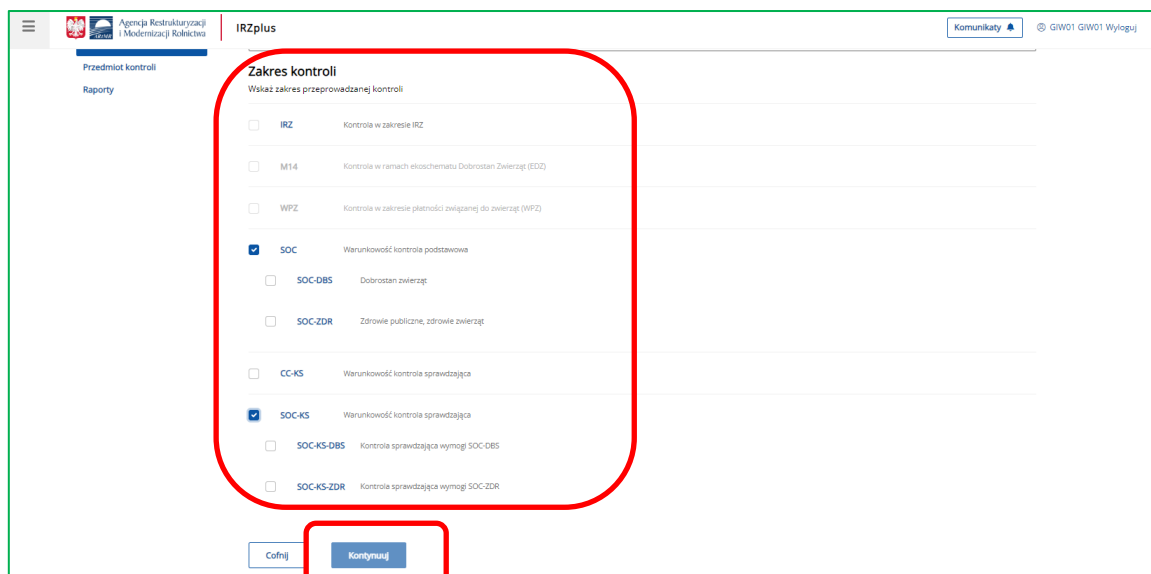 Agencja Restrukturyzacji
i Modernizacji Rolnictwa
IRZplus
Komunikaty
GIW01 GIW01 Wyloguj
Przedmiot kontroli
Raporty
Zakres kontroli
Wskaż zakres przeprowadzanej kontroli
IRZ Kontrola w zakresie IRZ
M14 Kontrola w ramach ekoschematu Dobrostan Zwierząt (EDZ)
WPZ Kontrola w zakresie płatności związanej do zwierząt (WPZ)
SOC Warunkowość kontrola podstawowa
SOC-DBS Dobrostan zwierząt
SOC-ZDR Zdrowie publiczne, zdrowie zwierząt
CC-KS Warunkowość kontrola sprawdzająca
SOC-KS Warunkowość kontrola sprawdzająca
SOC-KS-DBS Kontrola sprawdzająca wymogi SOC-DBS
SOC-KS-ZDR Kontrola sprawdzająca wymogi SOC-ZDR
Cofnij
Kontynuuj